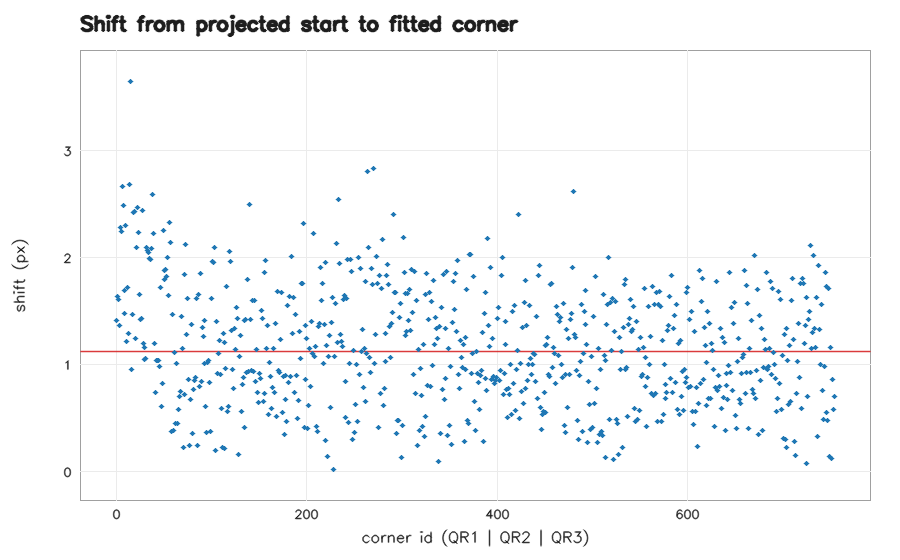 Shift from projected start to fitted corner
3
2
1
0
shift (px)
0 200 400 600
corner id (QR1 | QR2 | QR3)